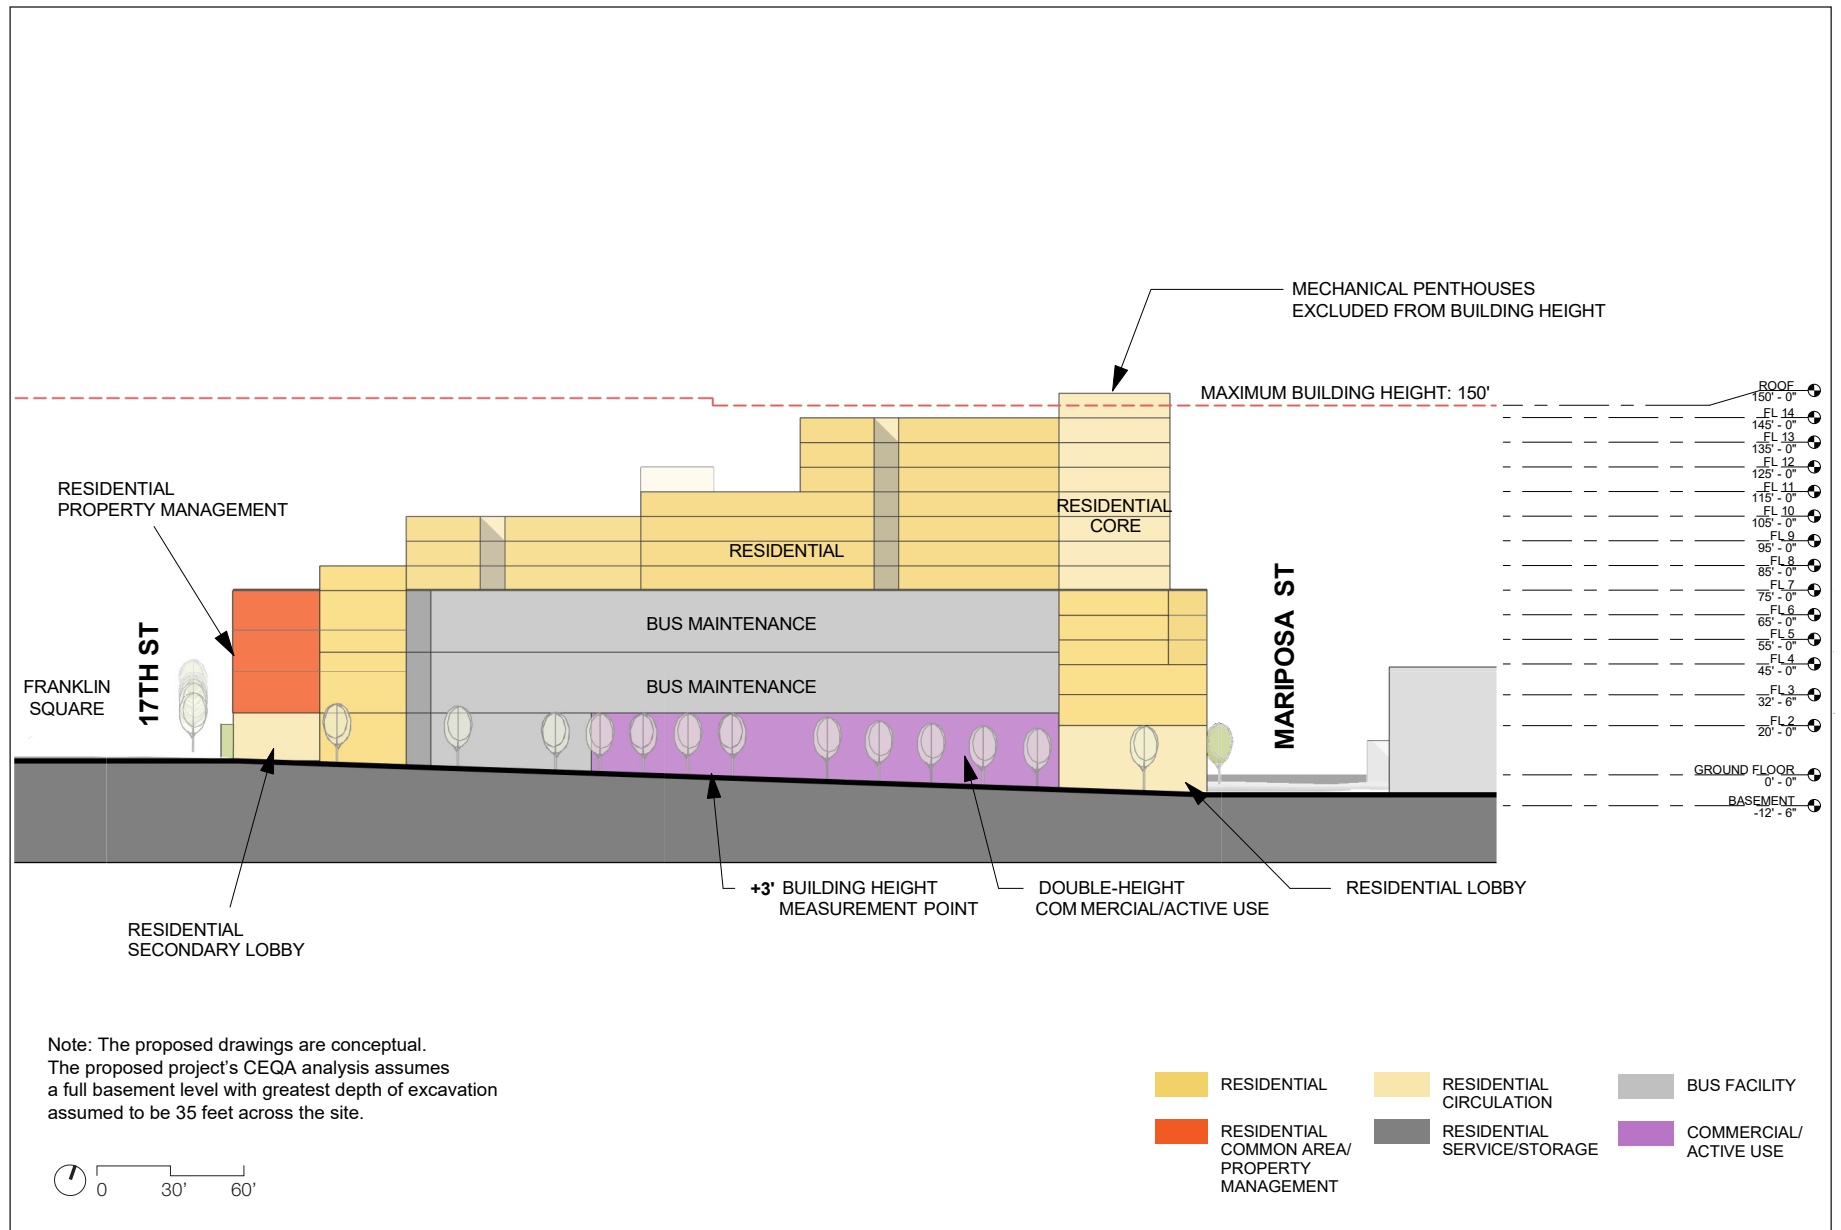 MECHANICAL PENTHOUSES
EXCLUDED FROM BUILDING HEIGHT
MAXIMUM BUILDING HEIGHT: 150'
ROOF
150' - 0"
FL 14
145' - 0"
FL 13
135' - 0"
FL 12
125' - 0"
FL 11
115' - 0"
FL 10
105' - 0"
FL 9
95' - 0"
FL 8
85' - 0"
FL 7
75' - 0"
FL 6
65' - 0"
FL 5
55' - 0"
FL 4
45' - 0"
FL 3
32' - 6"
FL 2
20' - 0"
GROUND FLOOR
0' - 0"
BASEMENT
-12' - 6"
RESIDENTIAL
PROPERTY MANAGEMENT
RESIDENTIAL
CORE
RESIDENTIAL
BUS MAINTENANCE
BUS MAINTENANCE
FRANKLIN
SQUARE
17TH ST
MARIPOSA ST
+3' BUILDING HEIGHT
MEASUREMENT POINT
DOUBLE-HEIGHT
COM MERCIAL/ACTIVE USE
RESIDENTIAL LOBBY
RESIDENTIAL
SECONDARY LOBBY
Note: The proposed drawings are conceptual.
The proposed project's CEQA analysis assumes
a full basement level with greatest depth of excavation
assumed to be 35 feet across the site.
0 30' 60'
RESIDENTIAL
RESIDENTIAL
COMMON AREA/
PROPERTY
MANAGEMENT
RESIDENTIAL
CIRCULATION
RESIDENTIAL
SERVICE/STORAGE
BUS FACILITY
COMMERCIAL/
ACTIVE USE